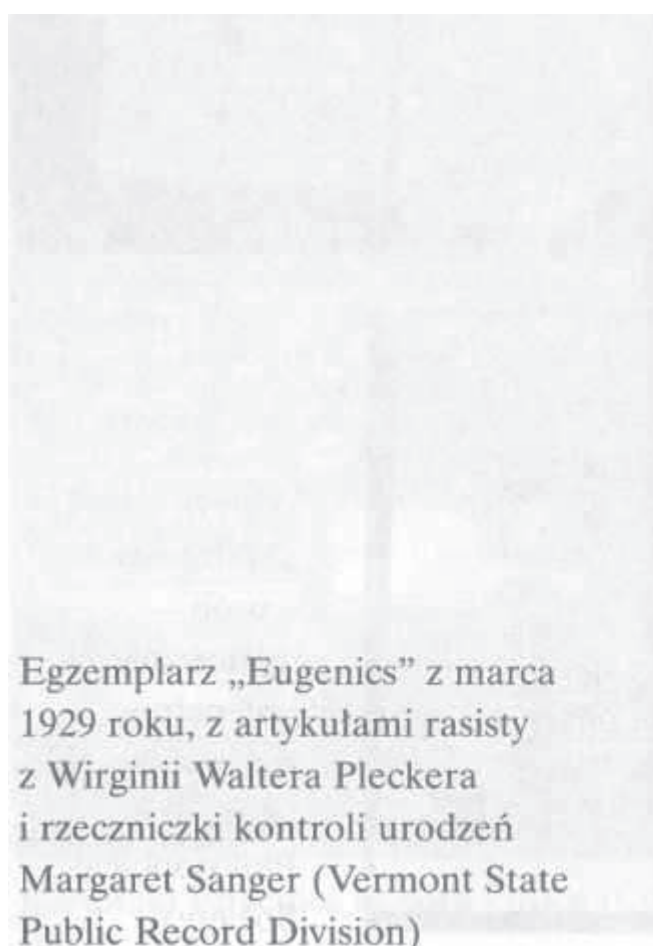 Egzemplarz „Eugenics” z marca
1929 roku, z artykułami rasisty
z Wirginii Waltera Pleckera
i rzeczniczki kontroli urodzeń
Margaret Sanger (Vermont State
Public Record Division)